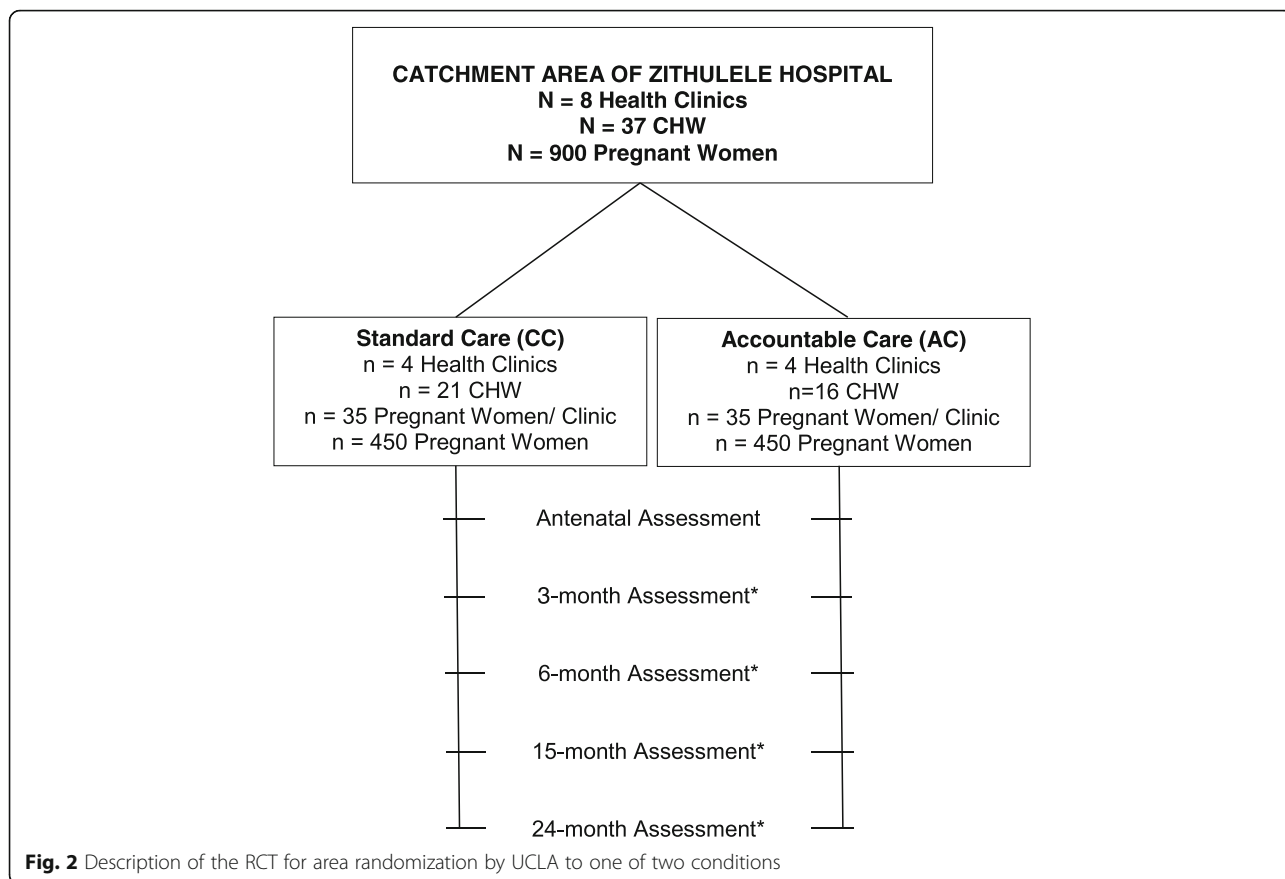 CATCHMENT AREA OF ZITHULELE HOSPITAL
N = 8 Health Clinics
N = 37 CHW
N = 900 Pregnant Women
Standard Care (CC)
n = 4 Health Clinics
n = 21 CHW
n = 35 Pregnant Women/ Clinic
n = 450 Pregnant Women
Accountable Care (AC)
n = 4 Health Clinics
n=16 CHW
n = 35 Pregnant Women/ Clinic
n = 450 Pregnant Women
Antenatal Assessment
3-month Assessment*
6-month Assessment*
15-month Assessment*
24-month Assessment*
Fig. 2 Description of the RCT for area randomization by UCLA to one of two conditions